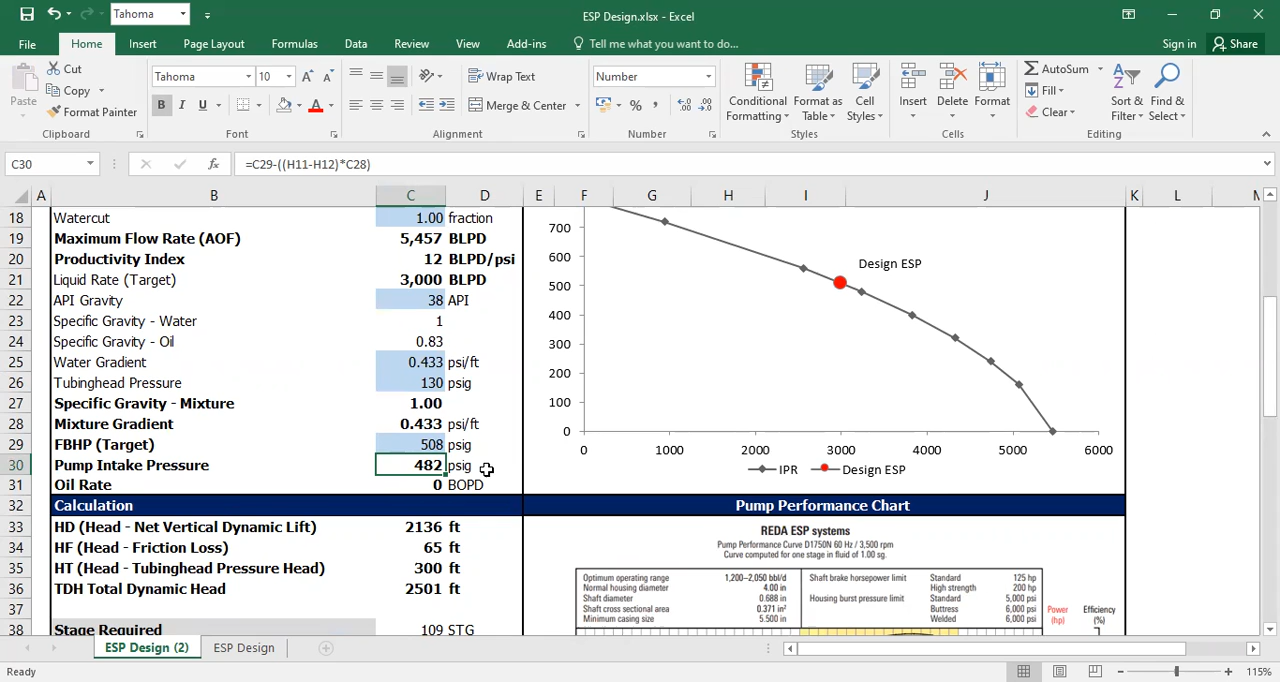 Tahoma
ESP Design.xlsx - Excel
File Home Insert Page Layout Formulas Data Review View Add-ins Tell me what you want to do... Sign in Share
Paste Cut Copy Format Painter
Clipboard
Tahoma 10
B I U
Font
Wrap Text
Merge & Center
Alignment
Number
Number
Conditional Formatting Format as Table Cell Styles
Styles
Insert Delete Format
Cells
AutoSum
Fill
Clear
Sort & Filter Find & Select
Editing
C30 fx =C29-((H11-H12)*C28)
A B C D E F G H I J K L M
18 Watercut 1.00 fraction
19 Maximum Flow Rate (AOF) 5,457 BLPD
20 Productivity Index 12 BLPD/psi
21 Liquid Rate (Target) 3,000 BLPD
22 API Gravity 38 API
23 Specific Gravity - Water 1
24 Specific Gravity - Oil 0.83
25 Water Gradient 0.433 psi/ft
26 Tubinghead Pressure 130 psig
27 Specific Gravity - Mixture 1.00
28 Mixture Gradient 0.433 psi/ft
29 FBHP (Target) 508 psig
30 Pump Intake Pressure 482 psig
31 Oil Rate 0 BOPD
700
600
500
400
300
200
100
0
Design ESP
0 1000 2000 3000 4000 5000 6000
IPR Design ESP
32 Calculation Pump Performance Chart
33 HD (Head - Net Vertical Dynamic Lift) 2136 ft
34 HF (Head - Friction Loss) 65 ft
35 HT (Head - Tubinghead Pressure Head) 300 ft
36 TDH Total Dynamic Head 2501 ft
37
38 Stage Required 109 STG
REDA ESP systems
Pump Performance Curve D1750N 60 Hz / 3,500 rpm
Curve computed for one stage in fluid of 1.00 sg.
Optimum operating range 1,200–2,050 bbl/d Shaft brake horsepower limit Standard 125 hp
Normal housing diameter 4.00 in High strength 200 hp
Shaft diameter 0.688 in Housing burst pressure limit Standard 5,000 psi
Shaft cross sectional area 0.371 in² Buttress 6,000 psi
Minimum casing size 5.500 in Welded 6,000 psi
Power (hp) Efficiency (%)
ESP Design (2) ESP Design
Ready 115%